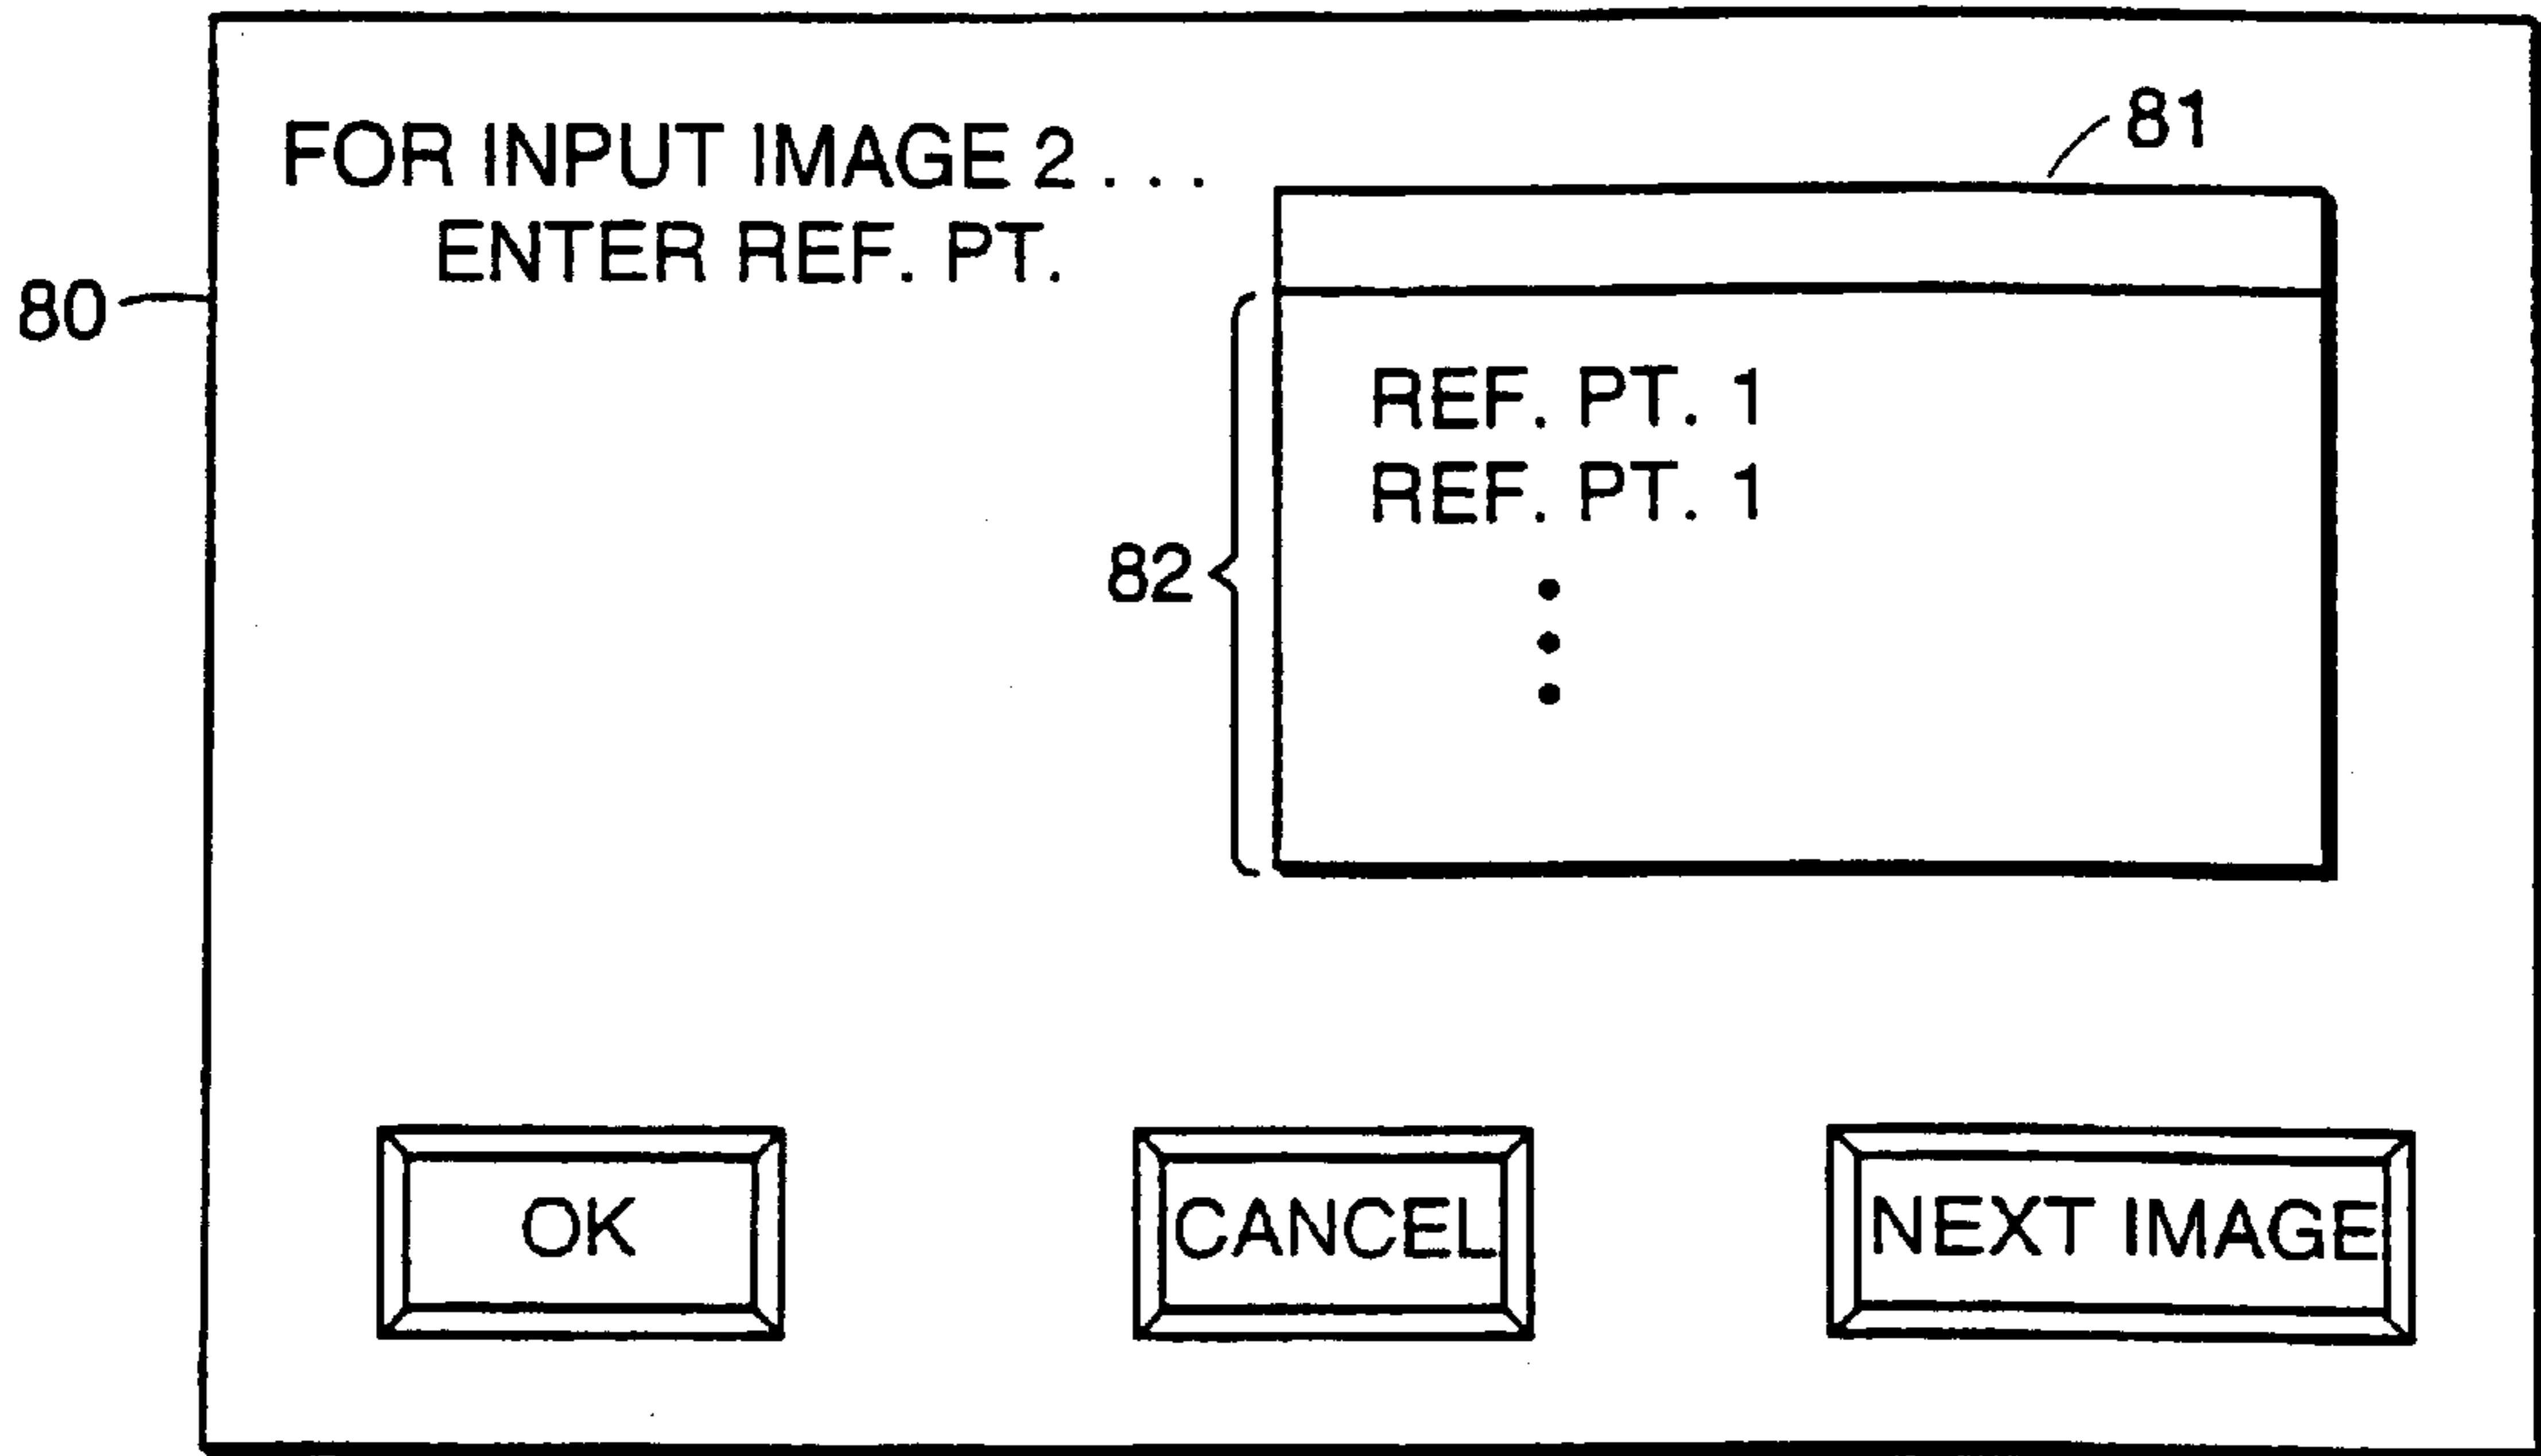 81
FOR INPUT IMAGE 2 . . .
ENTER REF. PT.
80
REF. PT. 1
REF. PT. 1
82
OK
CANCEL
NEXT IMAGE